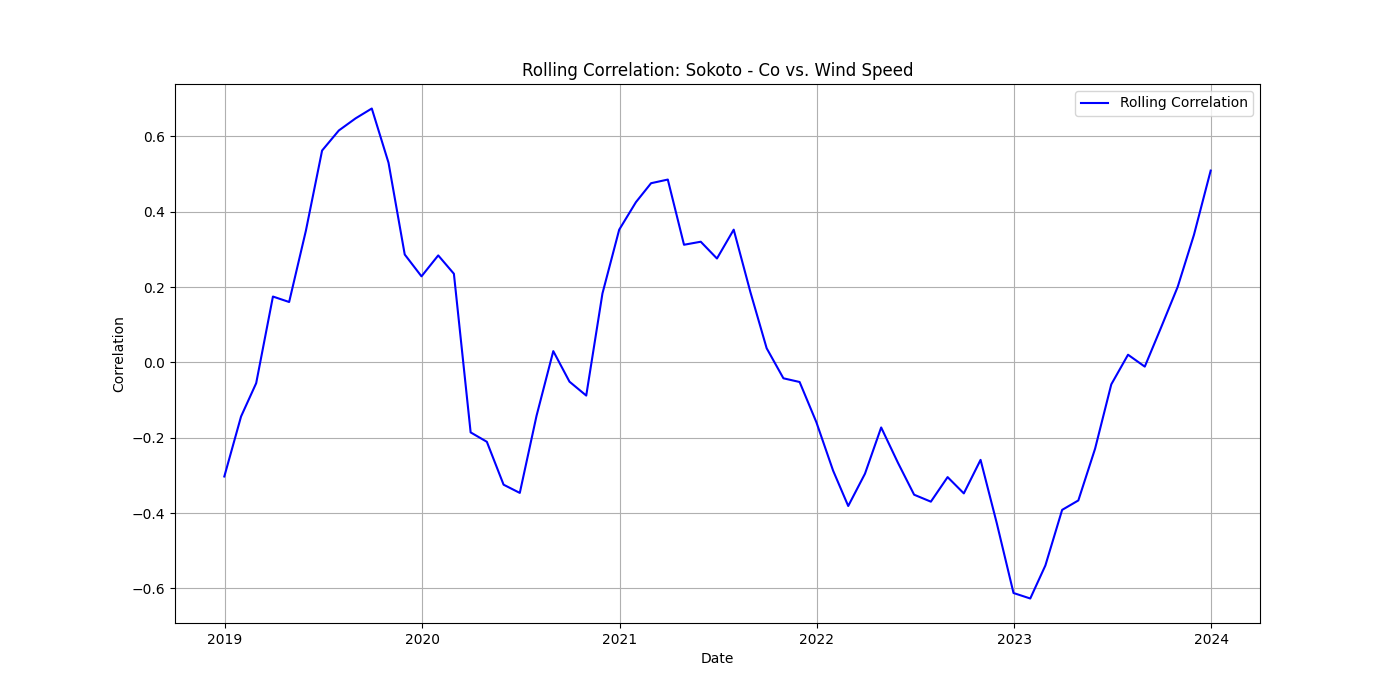 Rolling Correlation: Sokoto - Co vs. Wind Speed
Rolling Correlation
Correlation
0.6
0.4
0.2
0.0
−0.2
−0.4
−0.6
2019 2020 2021 2022 2023 2024
Date